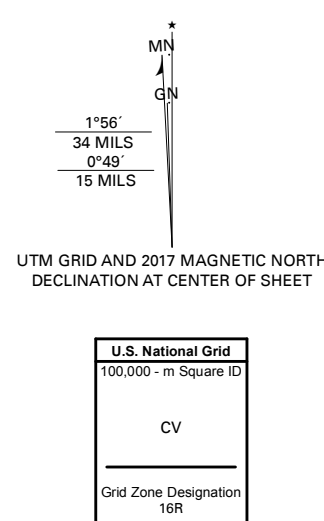 MN
GN
1°56´
34 MILS
0°49´
15 MILS
UTM GRID AND 2017 MAGNETIC NORTH
DECLINATION AT CENTER OF SHEET
U.S. National Grid
100,000 - m Square ID
CV
Grid Zone Designation
16R